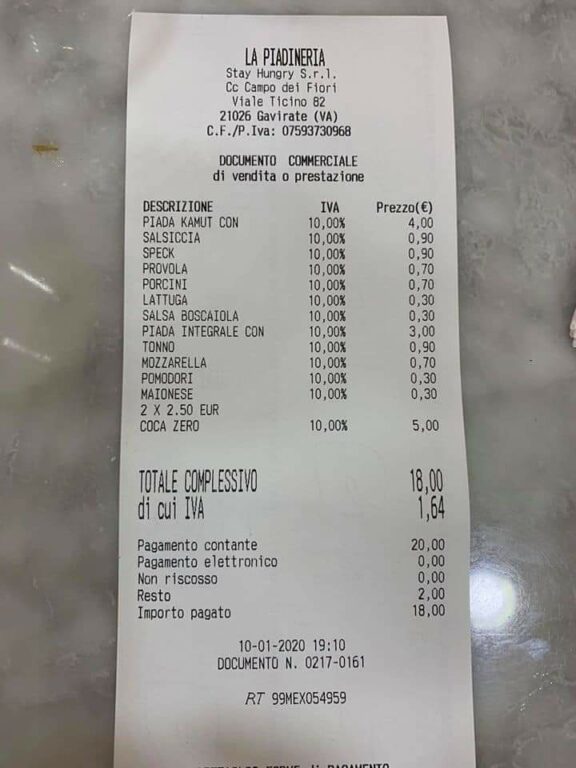 LA PIADINERIA
Stay Hungry S.r.l.
Cc Campo dei Fiori
Viale Ticino 82
21026 Gavirate (VA)
C.F./P.Iva: 07593730968
DOCUMENTO COMMERCIALE
di vendita o prestazione
DESCRIZIONE IVA Prezzo(€)
PIADA KAMUT CON 10,00% 4,00
SALSICCIA 10,00% 0,90
SPECK 10,00% 0,90
PROVOLA 10,00% 0,70
PORCINI 10,00% 0,70
LATTUGA 10,00% 0,30
SALSA BOSCAIOLA 10,00% 0,30
PIADA INTEGRALE CON 10,00% 3,00
TONNO 10,00% 0,90
MOZZARELLA 10,00% 0,70
POMODORI 10,00% 0,30
MAIONESE 10,00% 0,30
2 X 2.50 EUR
COCA ZERO 10,00% 5,00
TOTALE COMPLESSIVO 18,00
di cui IVA 1,64
Pagamento contante 20,00
Pagamento elettronico 0,00
Non riscosso 0,00
Resto 2,00
Importo pagato 18,00
10-01-2020 19:10
DOCUMENTO N. 0217-0161
RT 99MEX054959
di PAGAMENTO